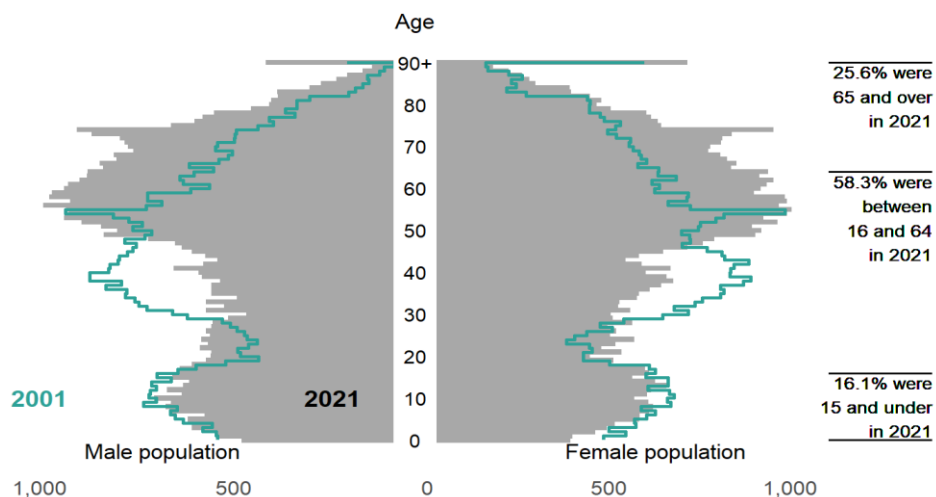 Age
90+
80
70
60
50
40
30
20
10
0
2001
2021
Male population
Female population
1,000
500
0
500
1,000
25.6% were
65 and over
in 2021
58.3% were
between
16 and 64
in 2021
16.1% were
15 and under
in 2021